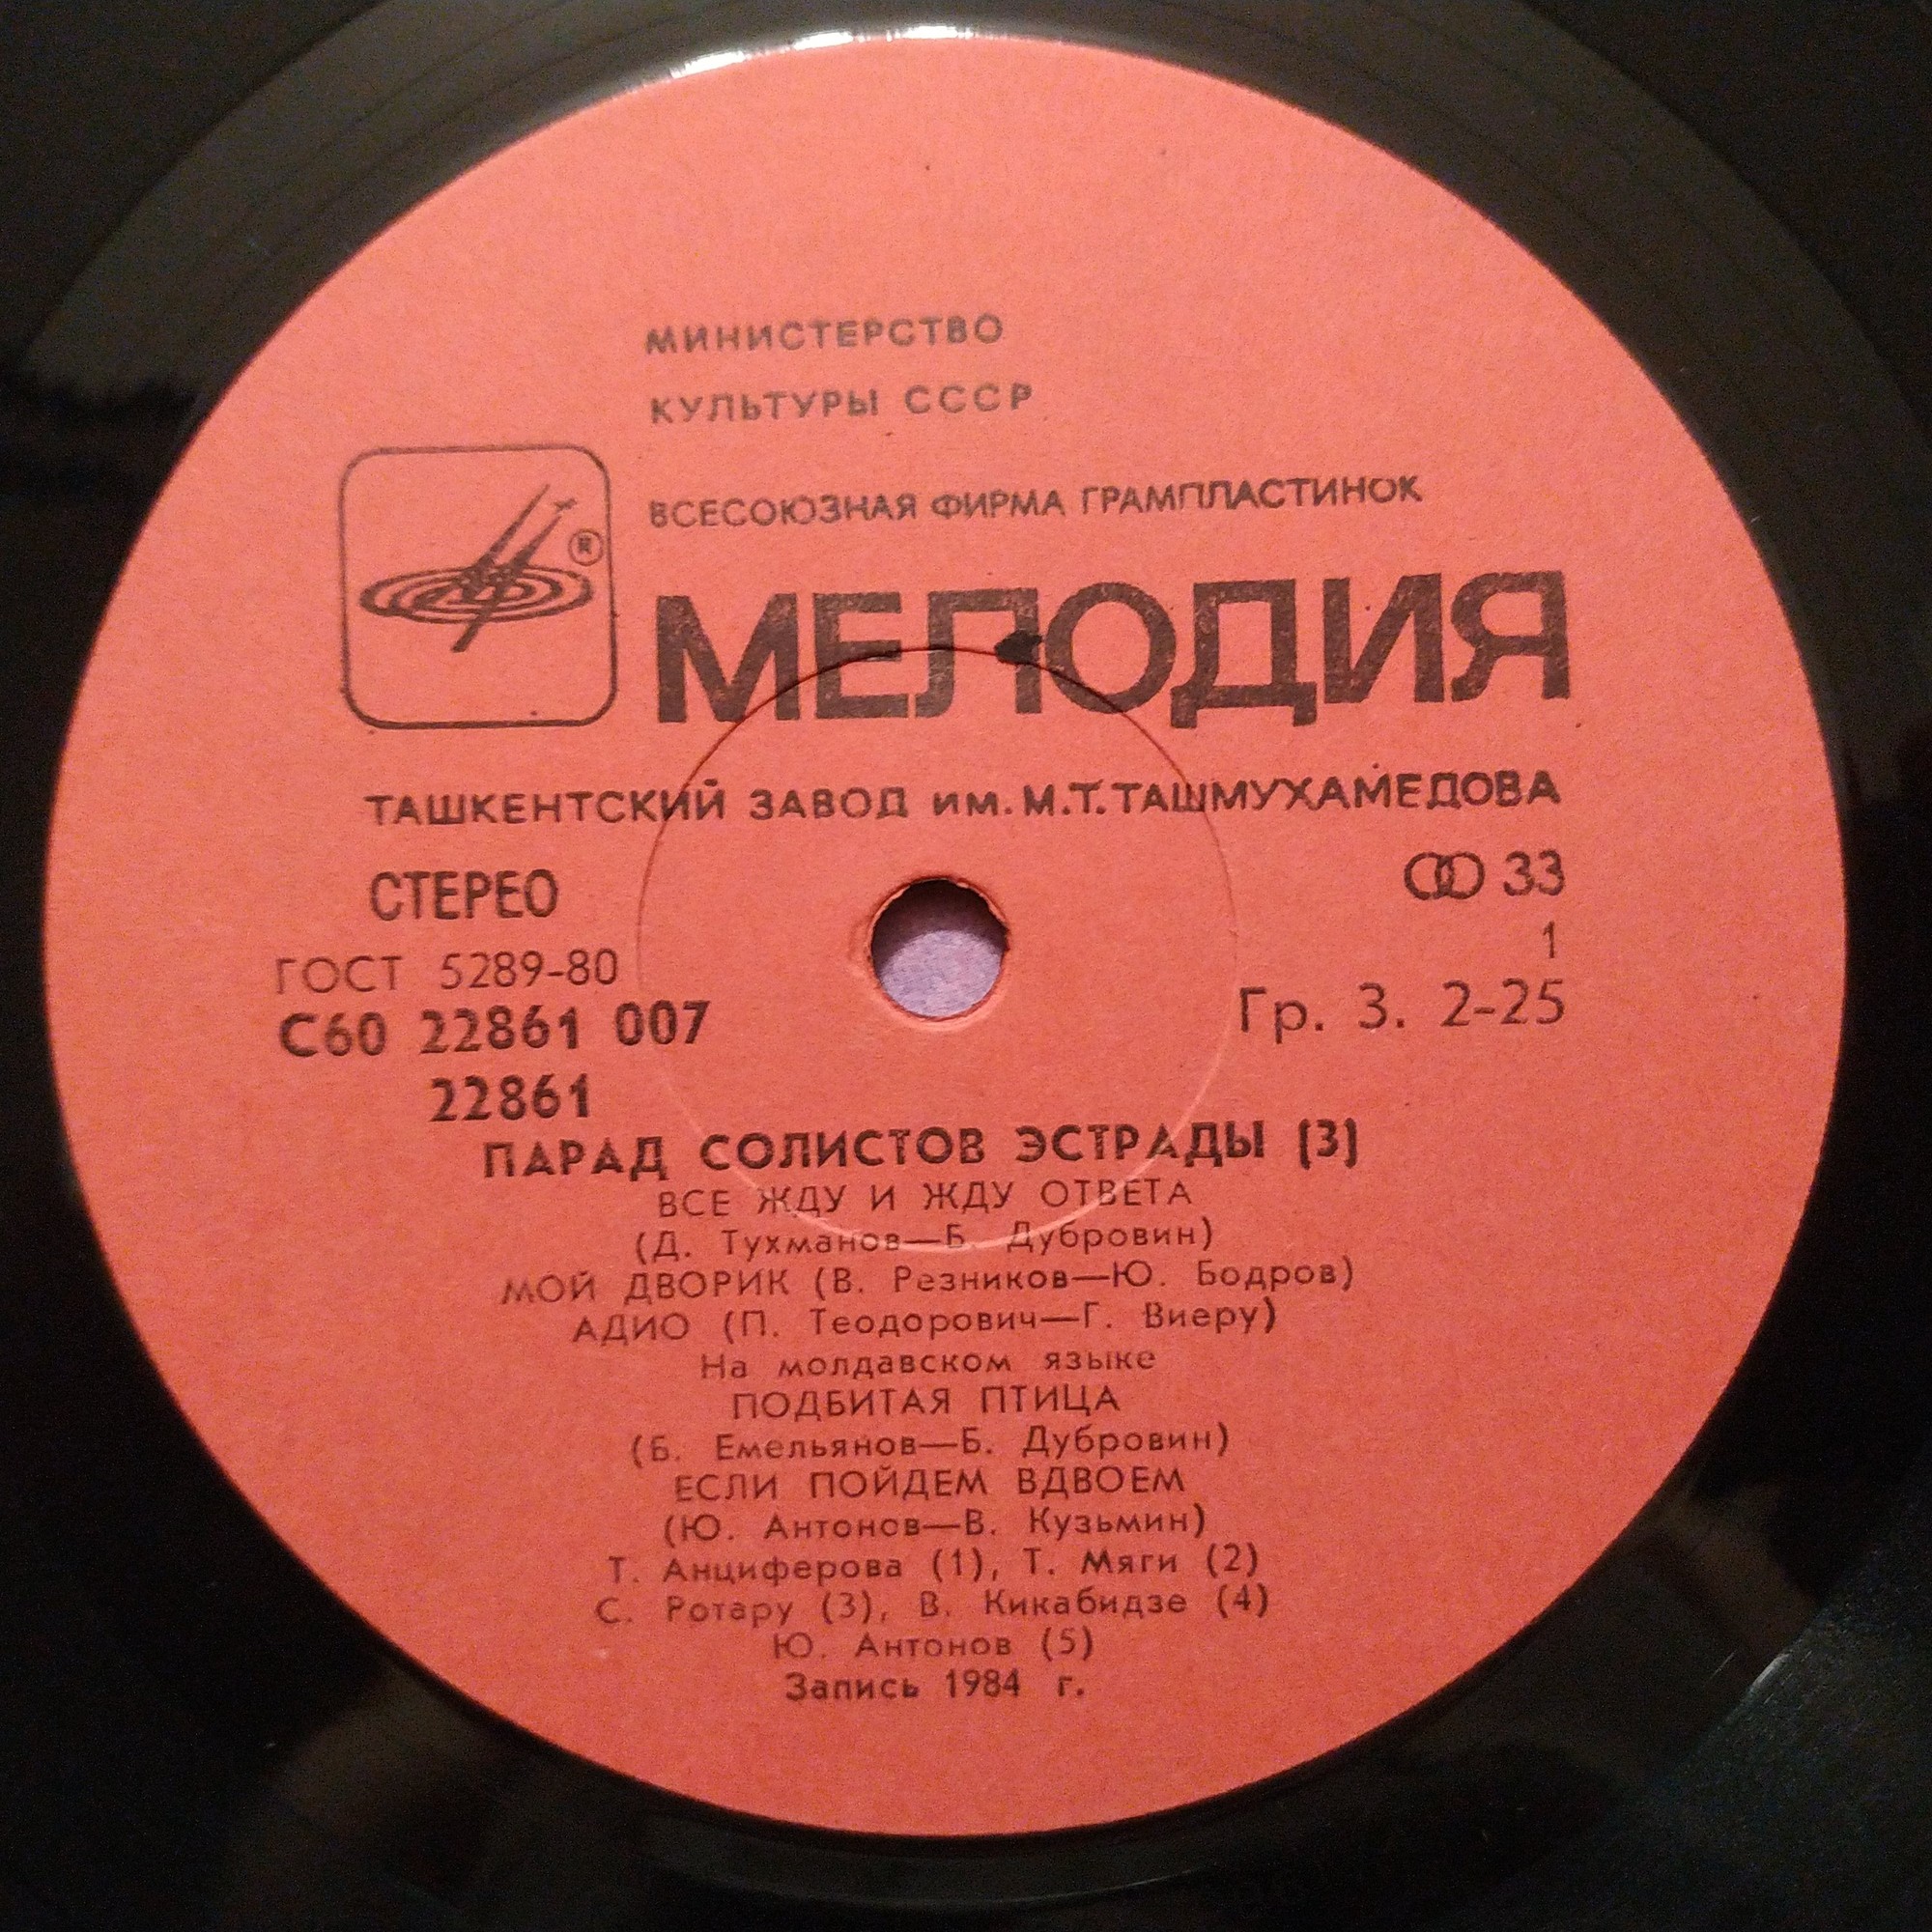 МИНИСТЕРСТВО
КУЛЬТУРЫ СССР
ВСЕСОЮЗНАЯ ФИРМА ГРАМПЛАСТИНОК
®
МЕЛОДИЯ
ТАШКЕНТСКИЙ ЗАВОД им. М.Т. ТАШМУХАМЕДОВА
СТЕРЕО 33
1
ГОСТ 5289-80
Гр. 3. 2-25
С60 22861 007
22861
ПАРАД СОЛИСТОВ ЭСТРАДЫ (3)
ВСЕ ЖДУ И ЖДУ ОТВЕТА
(Д. Тухманов—Б. Дубровин)
МОЙ ДВОРИК (В. Резников—Ю. Бодров)
АДИО (П. Теодорович—Г. Виеру)
На молдавском языке
ПОДБИТАЯ ПТИЦА
(Б. Емельянов—Б. Дубровин)
ЕСЛИ ПОЙДЕМ ВДВОЕМ
(Ю. Антонов—В. Кузьмин)
Т. Анциферова (1), Т. Мяги (2)
С. Ротару (3), В. Кикабидзе (4)
Ю. Антонов (5)
Запись 1984 г.